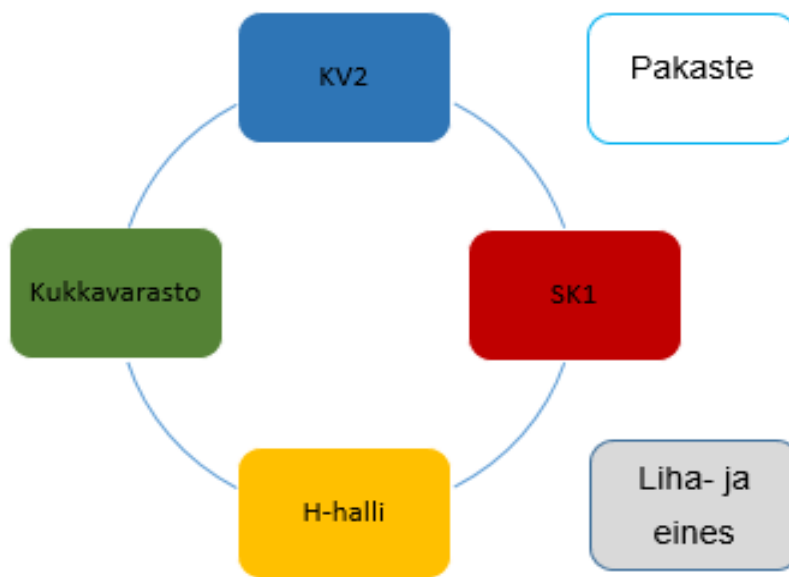 KV2
Pakaste
Kukkavarasto
SK1
H-halli
Liha- ja
eines